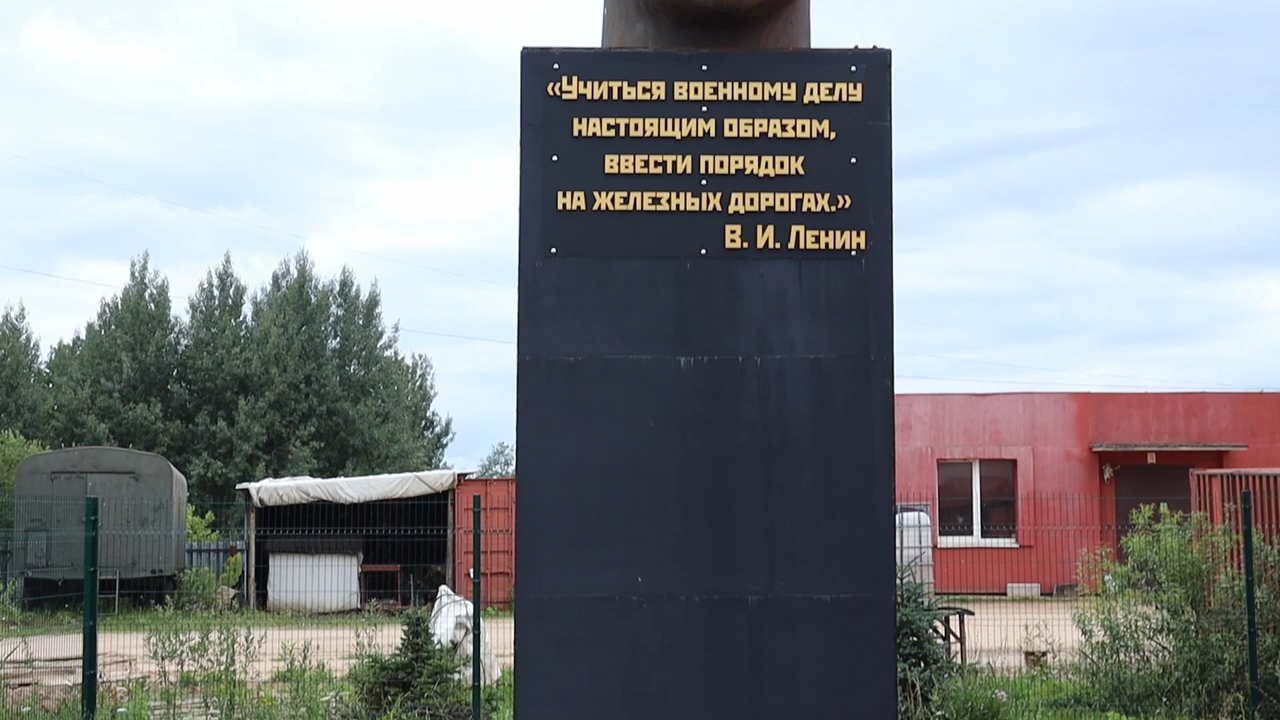 «Учиться военному делу
настоящим образом,
ввести порядок
на железных дорогах.»
В. И. Ленин